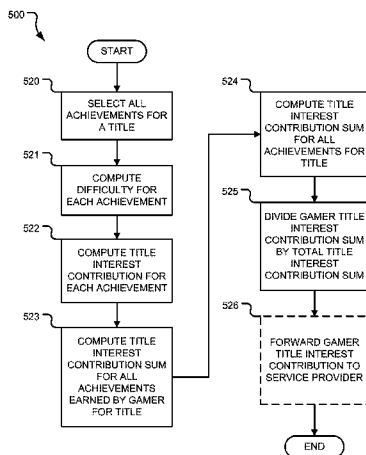 500
START
520
SELECT ALL
ACHIEVEMENTS FOR
A TITLE
521
COMPUTE
DIFFICULTY FOR
EACH ACHIEVEMENT
522
COMPUTE TITLE
INTEREST
CONTRIBUTION FOR
EACH ACHIEVEMENT
523
COMPUTE TITLE
INTEREST
CONTRIBUTION SUM
FOR ALL
ACHIEVEMENTS
EARNED BY GAMER
FOR TITLE
524
COMPUTE TITLE
INTEREST
CONTRIBUTION SUM
FOR ALL
ACHIEVEMENTS FOR
TITLE
525
DIVIDE GAMER TITLE
INTEREST
CONTRIBUTION SUM
BY TOTAL TITLE
INTEREST
CONTRIBUTION SUM
526
FORWARD GAMER
TITLE INTEREST
CONTRIBUTION TO
SERVICE PROVIDER
END